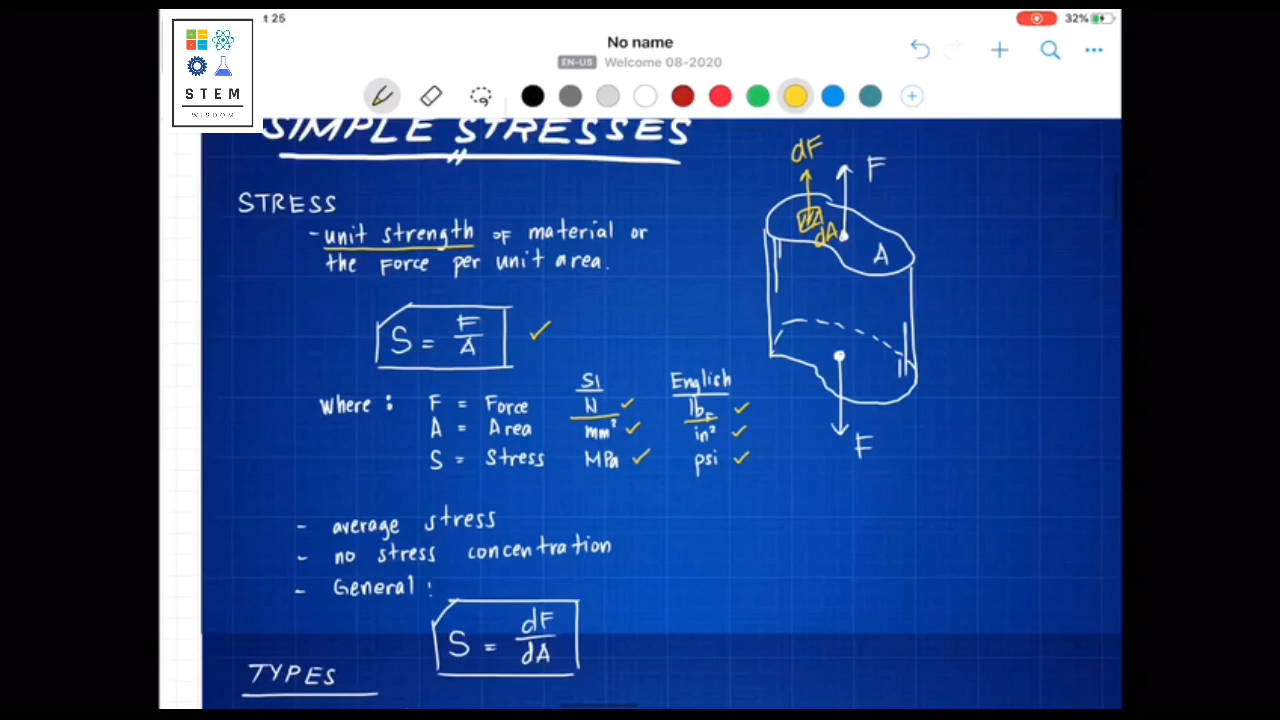 t 25
32%
STEM
WISDOM
No name
EN-US Welcome 08-2020
SIMPLE STRESSES
STRESS
- unit strength of material or
the Force per unit area.
S = F/A
Where : F = Force
A = Area
S = Stress
SI
N
mm²
MPa
English
lbF
in²
psi
- average stress
- no stress concentration
- General :
S = dF/dA
TYPES
dF
F
dA
A
F